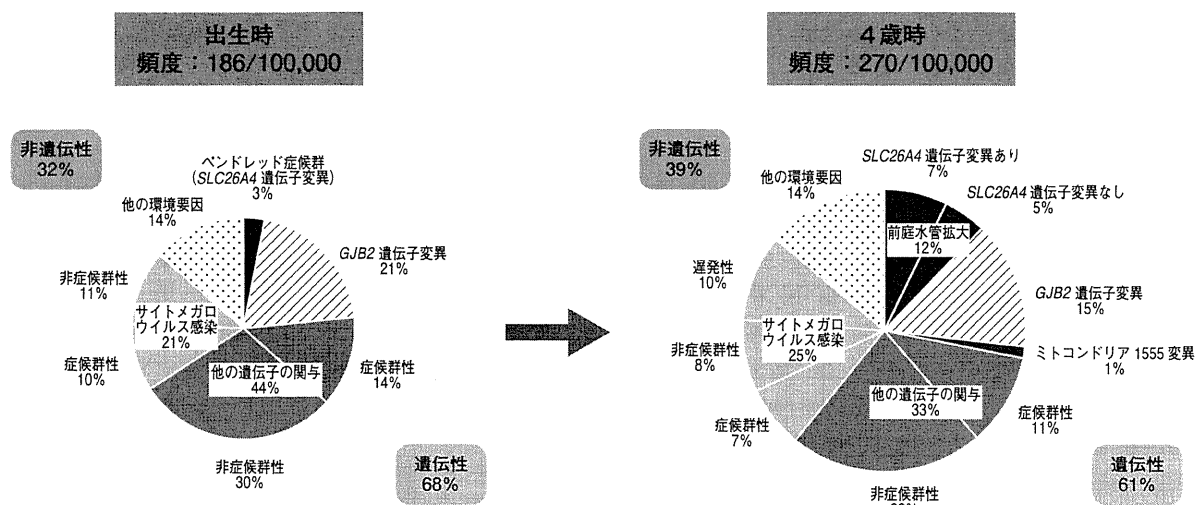 出生時
頻度：186/100,000
非遺伝性
32%
ペンドレッド症候群
(SLC26A4 遺伝子変異)
3%
他の環境要因
14%
GJB2 遺伝子変異
21%
非症候群性
11%
サイトメガロ
ウイルス感染
21%
症候群性
10%
他の遺伝子の関与
44%
症候群性
14%
非症候群性
30%
遺伝性
68%
4歳時
頻度：270/100,000
非遺伝性
39%
SLC26A4 遺伝子変異あり
7%
SLC26A4 遺伝子変異なし
5%
他の環境要因
14%
前庭水管拡大
12%
遅発性
10%
GJB2 遺伝子変異
15%
サイトメガロ
ウイルス感染
25%
ミトコンドリア 1555 変異
1%
非症候群性
8%
他の遺伝子の関与
33%
症候群性
7%
症候群性
11%
非症候群性
遺伝性
61%